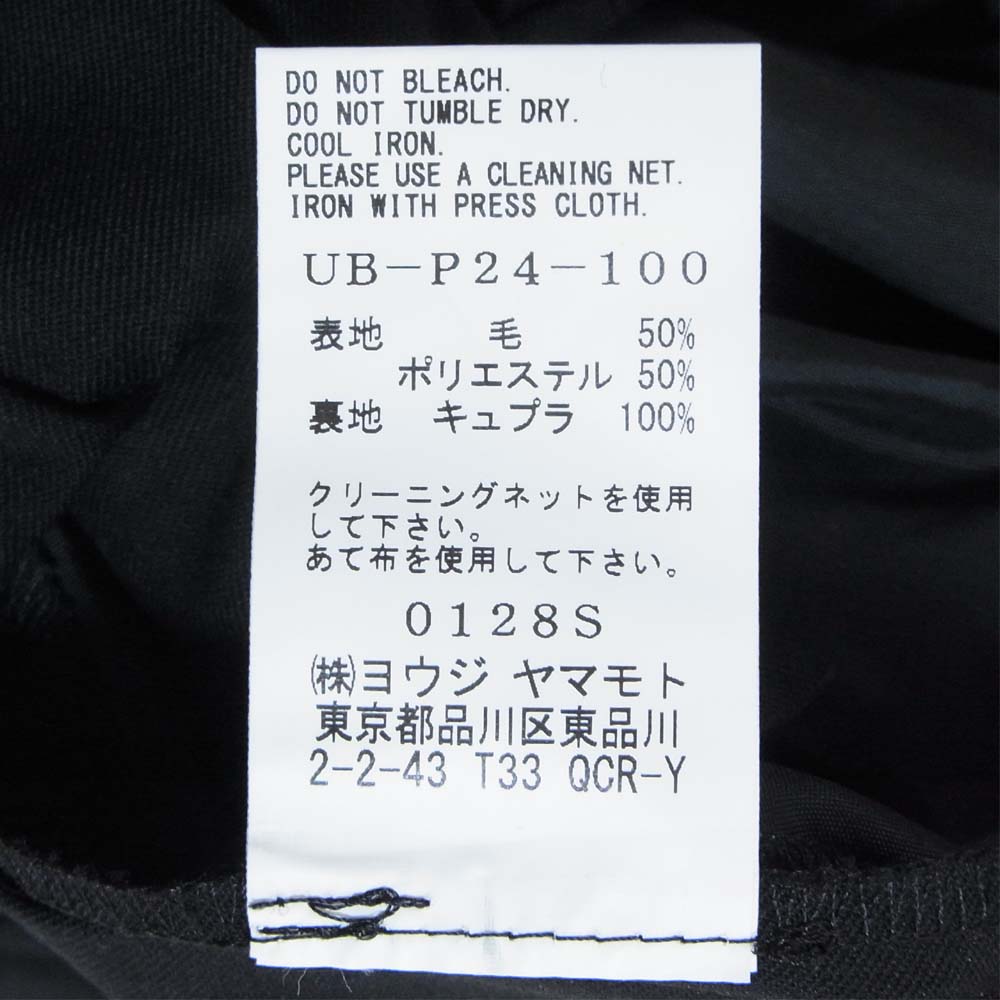 DO NOT BLEACH.
DO NOT TUMBLE DRY.
COOL IRON.
PLEASE USE A CLEANING NET.
IRON WITH PRESS CLOTH.
UB-P24-100
表地 毛 50%
ポリエステル 50%
裏地 キュプラ 100%
クリーニングネットを使用
して下さい。
あて布を使用して下さい。
0128S
㈱ヨウジ ヤマモト
東京都品川区東品川
2-2-43 T33 QCR-Y